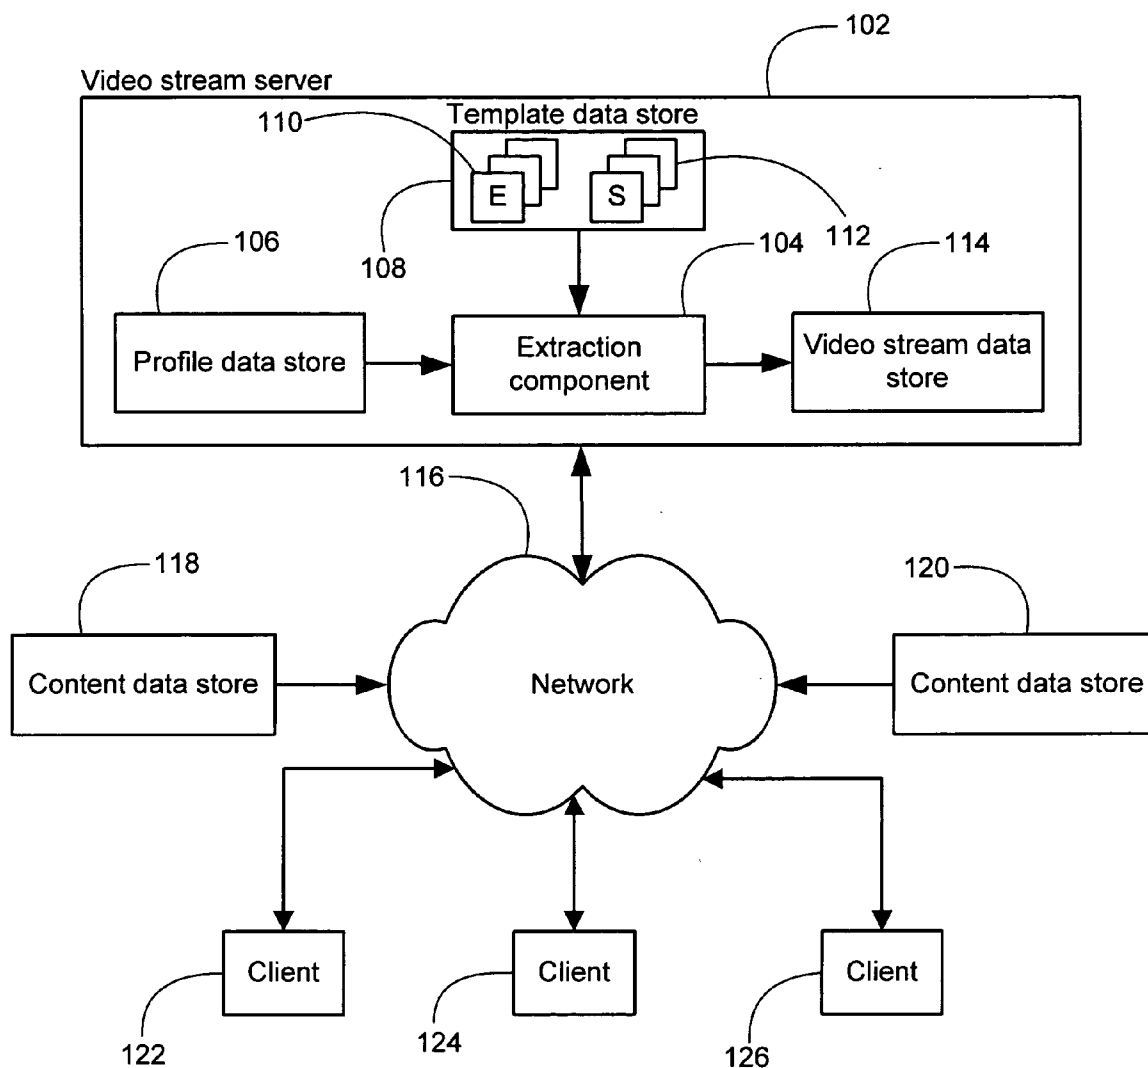 102
Video stream server
Template data store
110
E
S
108
112
106
104
114
Profile data store
Extraction
component
Video stream data
store
116
118
120
Content data store
Network
Content data store
Client
Client
Client
122
124
126